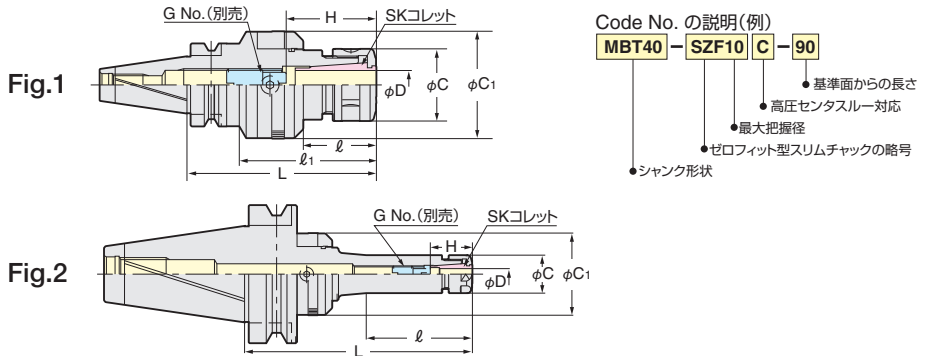 Fig.1
G No.(別売)
H
SKコレット
φD
φC
φC1
ℓ
ℓ1
L
Code No. の説明(例)
MBT40 - SZF10 C - 90
基準面からの長さ
高圧センタスルー対応
最大把握径
ゼロフィット型スリムチャックの略号
シャンク形状
Fig.2
G No.(別売)
SKコレット
H
φD
φC
φC1
ℓ
L